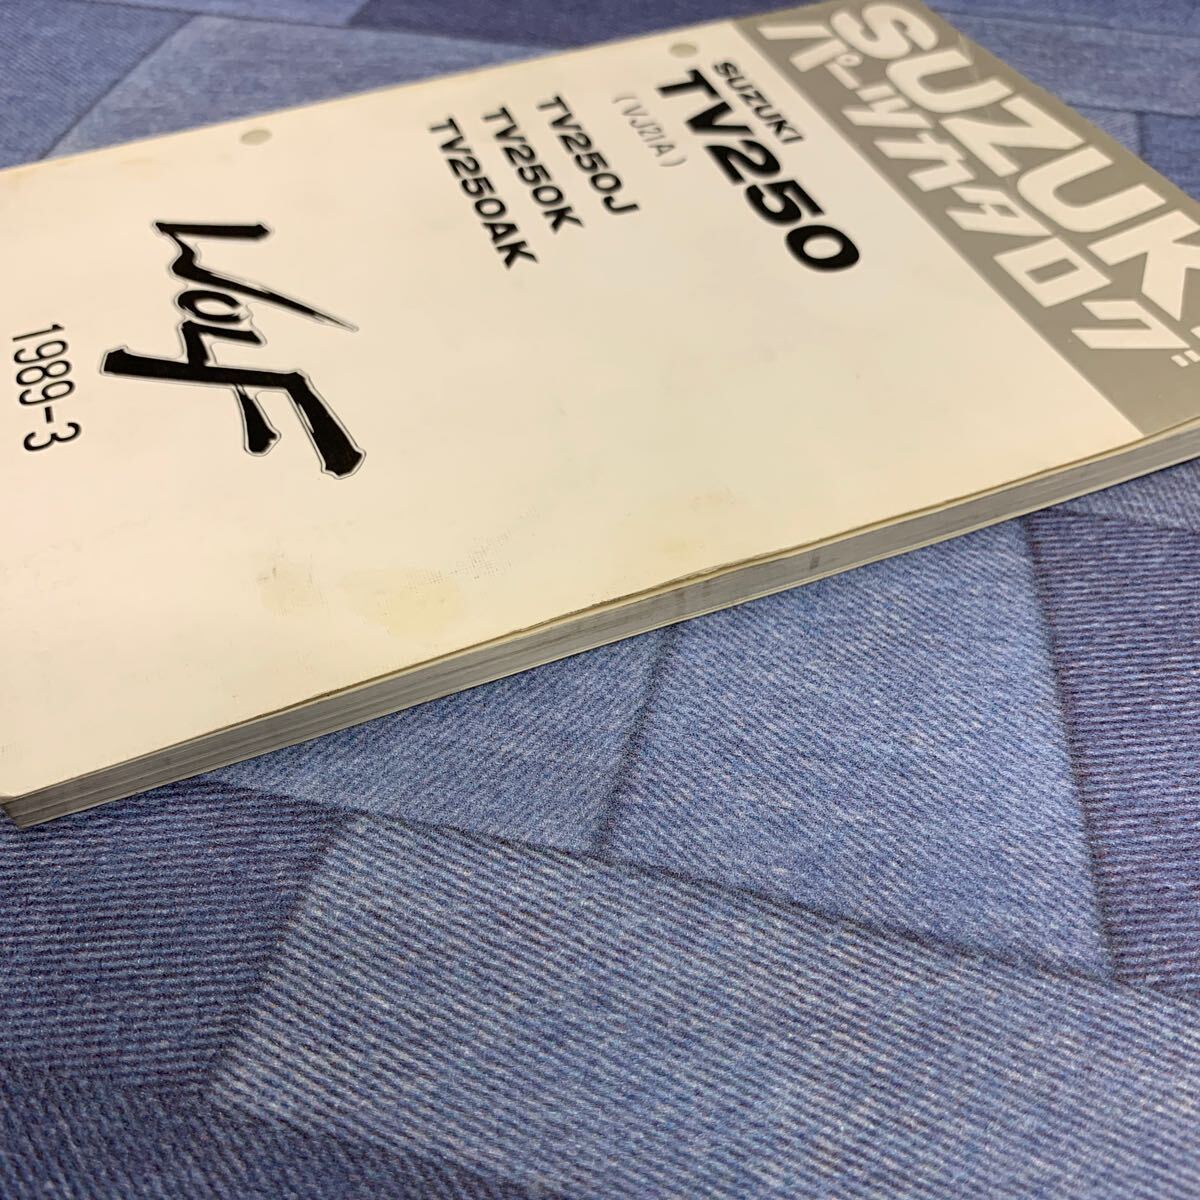 SUZUKI
パーツカタログ
SUZUKI
TV250
(VJ21A)
TV250J
TV250K
TV250AK
Wolf
1989-3